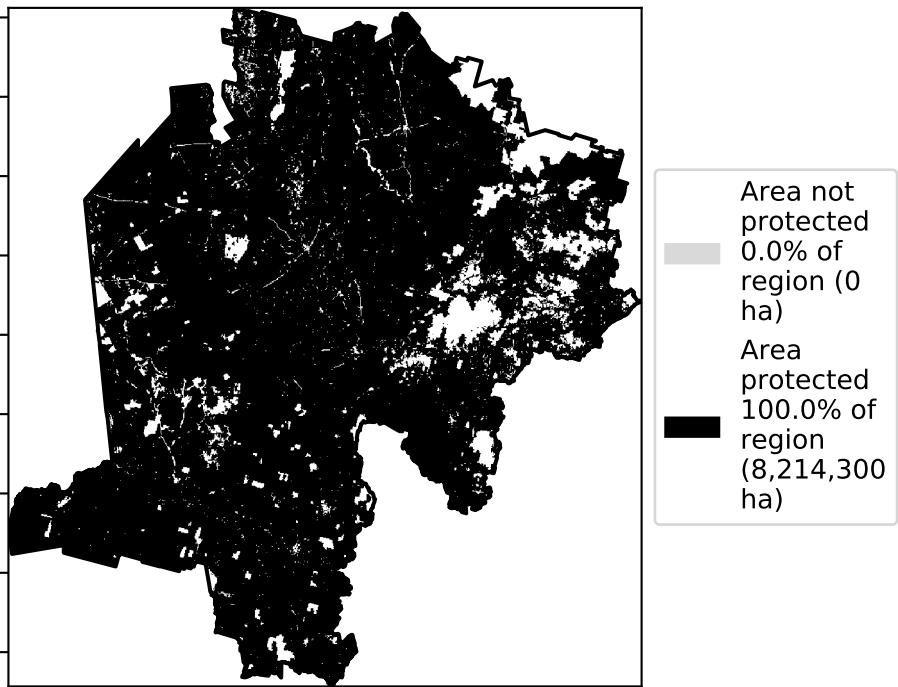 Area not
protected
0.0% of
region (0
ha)
Area
protected
100.0% of
region
(8,214,300
ha)